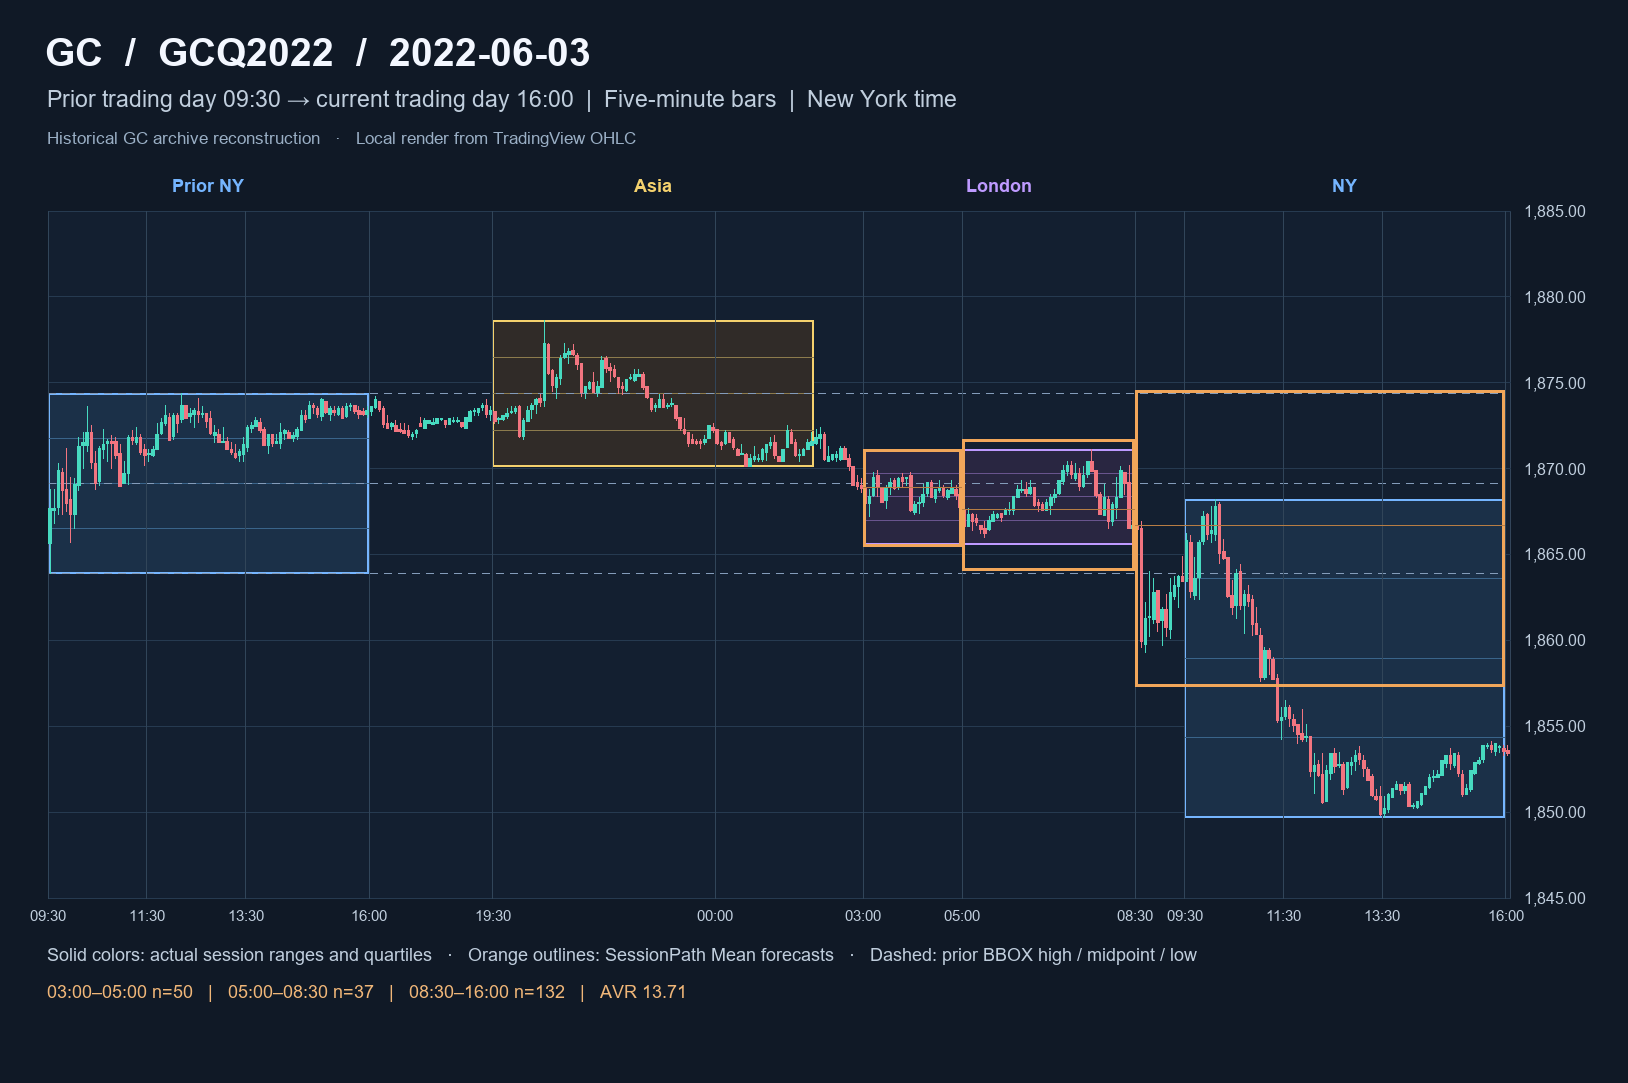 GC / GCQ2022 / 2022-06-03
Prior trading day 09:30 → current trading day 16:00 | Five-minute bars | New York time
Historical GC archive reconstruction · Local render from TradingView OHLC
Prior NY Asia London NY
1,885.00
1,880.00
1,875.00
1,870.00
1,865.00
1,860.00
1,855.00
1,850.00
1,845.00
09:30 11:30 13:30 16:00 19:30 00:00 03:00 05:00 08:30 09:30 11:30 13:30 16:00
Solid colors: actual session ranges and quartiles · Orange outlines: SessionPath Mean forecasts · Dashed: prior BBOX high / midpoint / low
03:00–05:00 n=50 | 05:00–08:30 n=37 | 08:30–16:00 n=132 | AVR 13.71